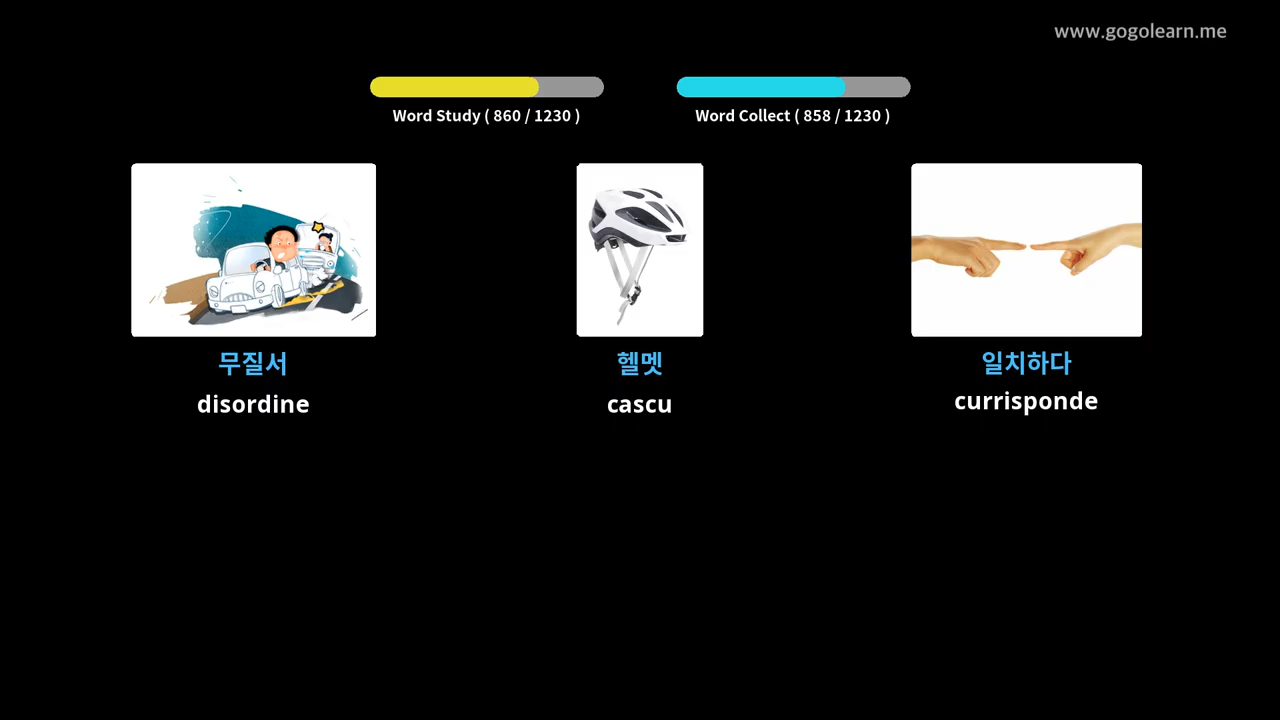 www.gogolearn.me
Word Study ( 860 / 1230 )
Word Collect ( 858 / 1230 )
무질서
헬멧
일치하다
disordine
cascu
currisponde